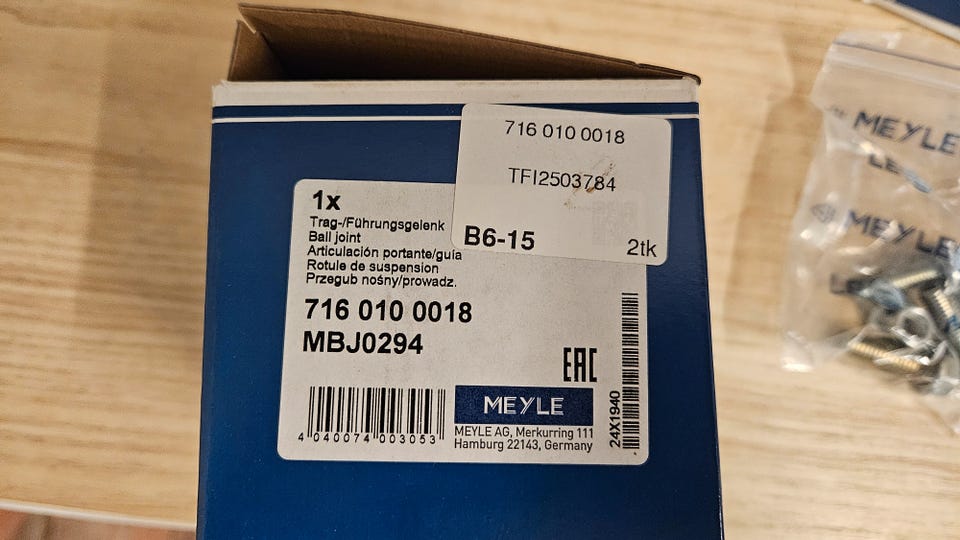 716 010 0018
TFI2503784
B6-15 2tk
1x
Trag-/Führungsgelenk
Ball joint
Articulación portante/guía
Rotule de suspension
Przegub nośny/prowadz.
716 010 0018
MBJ0294
EAC
MEYLE
4 040074 003053
MEYLE AG, Merkurring 111
Hamburg 22143, Germany
24X1940
MEYLE
MEYLE